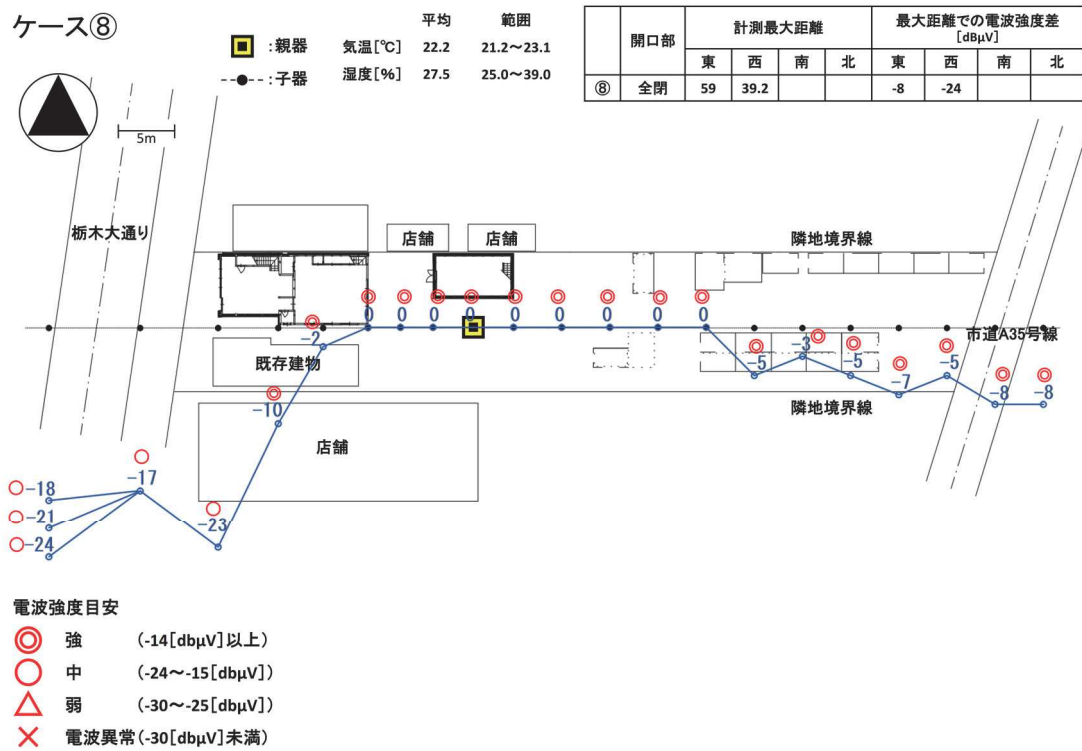 ケース⑧
平均 範囲
:親器 気温[℃] 22.2 21.2～23.1
:子器 湿度[%] 27.5 25.0～39.0
開口部 計測最大距離 最大距離での電波強度差[dBμV]
東 西 南 北 東 西 南 北
⑧ 全閉 59 39.2 -8 -24
5m
栃木大通り
店舗 店舗
隣地境界線
0 0 0 0 0 0 0 0 0
市道A35号線
-2
既存建物
-5 -3 -5 -7 -5 -8 -8
-10
隣地境界線
店舗
-17
-18
-21
-23
-24
電波強度目安
強 (-14[dbμV]以上)
中 (-24～-15[dbμV])
弱 (-30～-25[dbμV])
電波異常(-30[dbμV]未満)